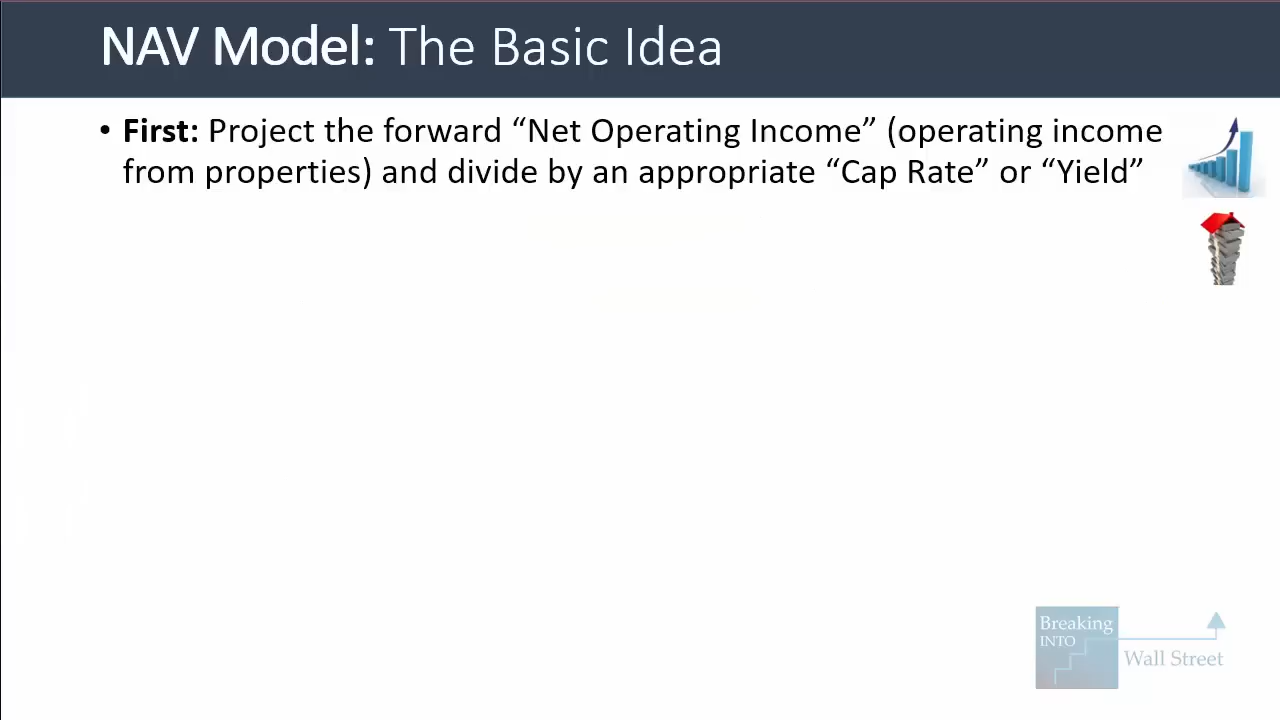 NAV Model: The Basic Idea
• First: Project the forward “Net Operating Income” (operating income
from properties) and divide by an appropriate “Cap Rate” or “Yield”
Breaking
INTO
Wall Street